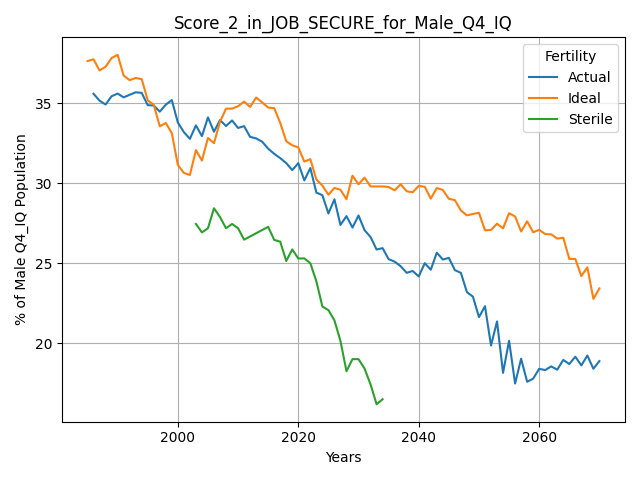 Score_2_in_JOB_SECURE_for_Male_Q4_IQ
Fertility
Actual
Ideal
Sterile
% of Male Q4_IQ Population
35
30
25
20
2000
2020
2040
2060
Years